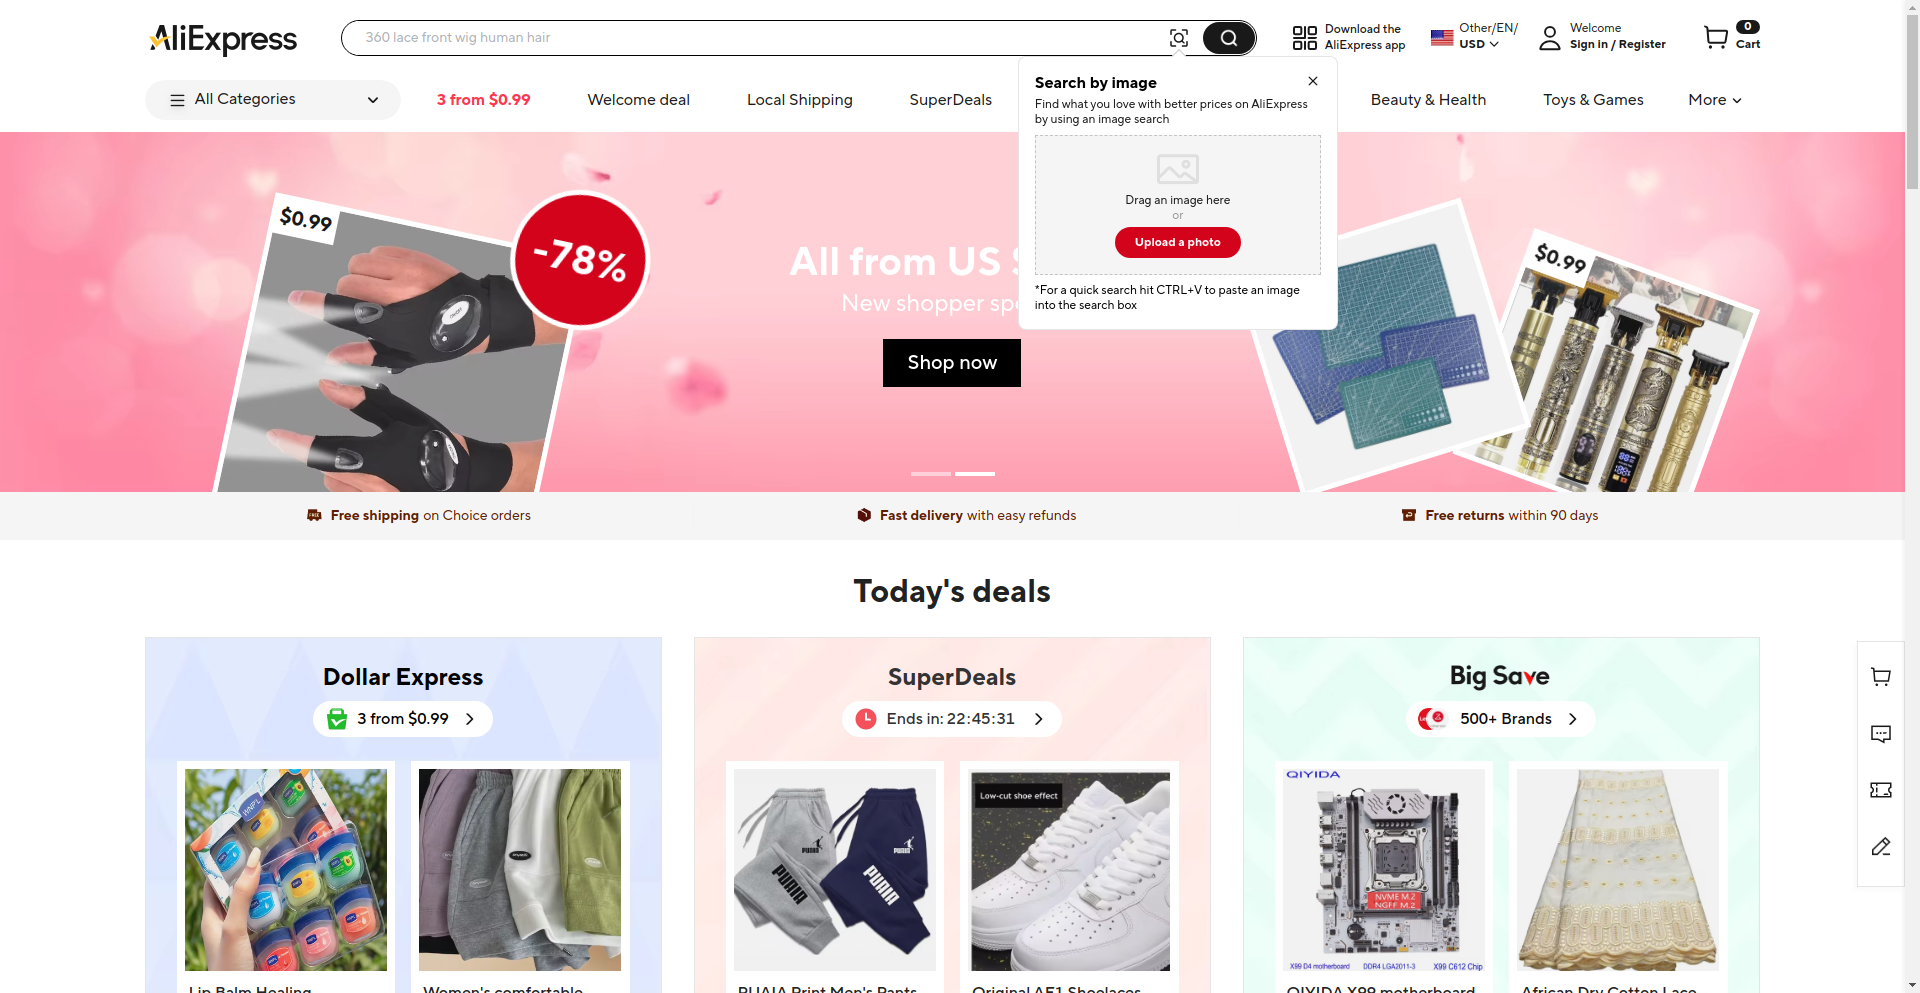 AliExpress
360 lace front wig human hair
Download the
AliExpress app
Other/EN/
USD
Welcome
Sign in / Register
0
Cart
All Categories
3 from $0.99
Welcome deal
Local Shipping
SuperDeals
Beauty & Health
Toys & Games
More
Search by image
Find what you love with better prices on AliExpress
by using an image search
Drag an image here
or
Upload a photo
*For a quick search hit CTRL+V to paste an image
into the search box
$0.99
-78%
All from US
New shopper
Shop now
$0.99
Free shipping on Choice orders
Fast delivery with easy refunds
Free returns within 90 days
Today's deals
Dollar Express
3 from $0.99
SuperDeals
Ends in: 22:45:31
Big Save
500+ Brands
Low-cut shoe effect
PUAIA
PUAIA
QIYIDA
NVME M.2
NGFF M.2
X99 D4 motherboard DDR4 LGA2011-3 X99 C612 Chip
Lip Balm Healing
Women's comfortable
PUAIA Print Men's Pants
Original AF1 Shoelaces
QIYIDA X99 motherboard
African Dry Cotton Lace